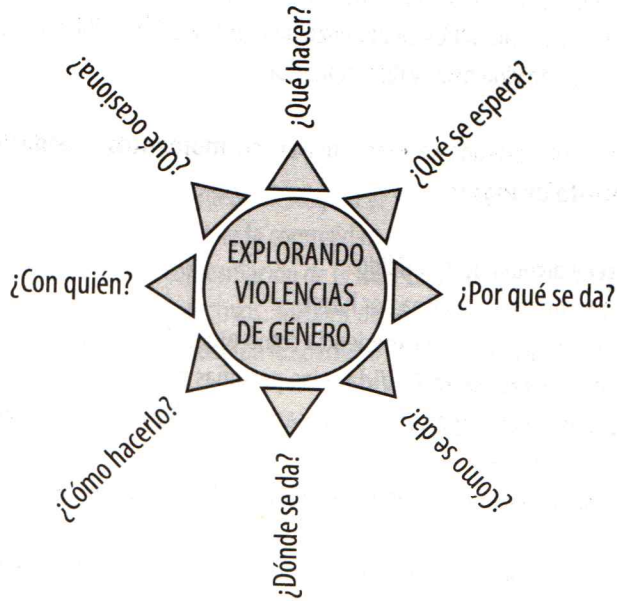 ¿Qué hacer?
¿Qué se espera?
¿Por qué se da?
¿Cómo se da?
¿Dónde se da?
¿Cómo hacerlo?
¿Con quién?
¿Qué ocasiona?
EXPLORANDO
VIOLENCIAS
DE GÉNERO